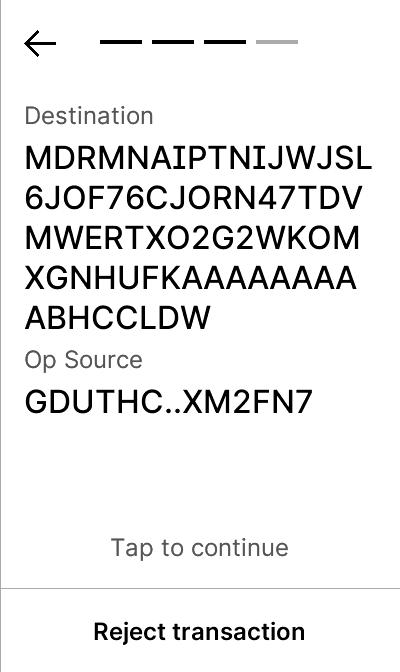 Destination
MDRMNAIPTNIJWJSL
6JOF76CJORN47TDV
MWERTXO2G2WKOM
XGNHUFKAAAAAAAA
ABHCCLDW
Op Source
GDUTHC..XM2FN7
Tap to continue
Reject transaction